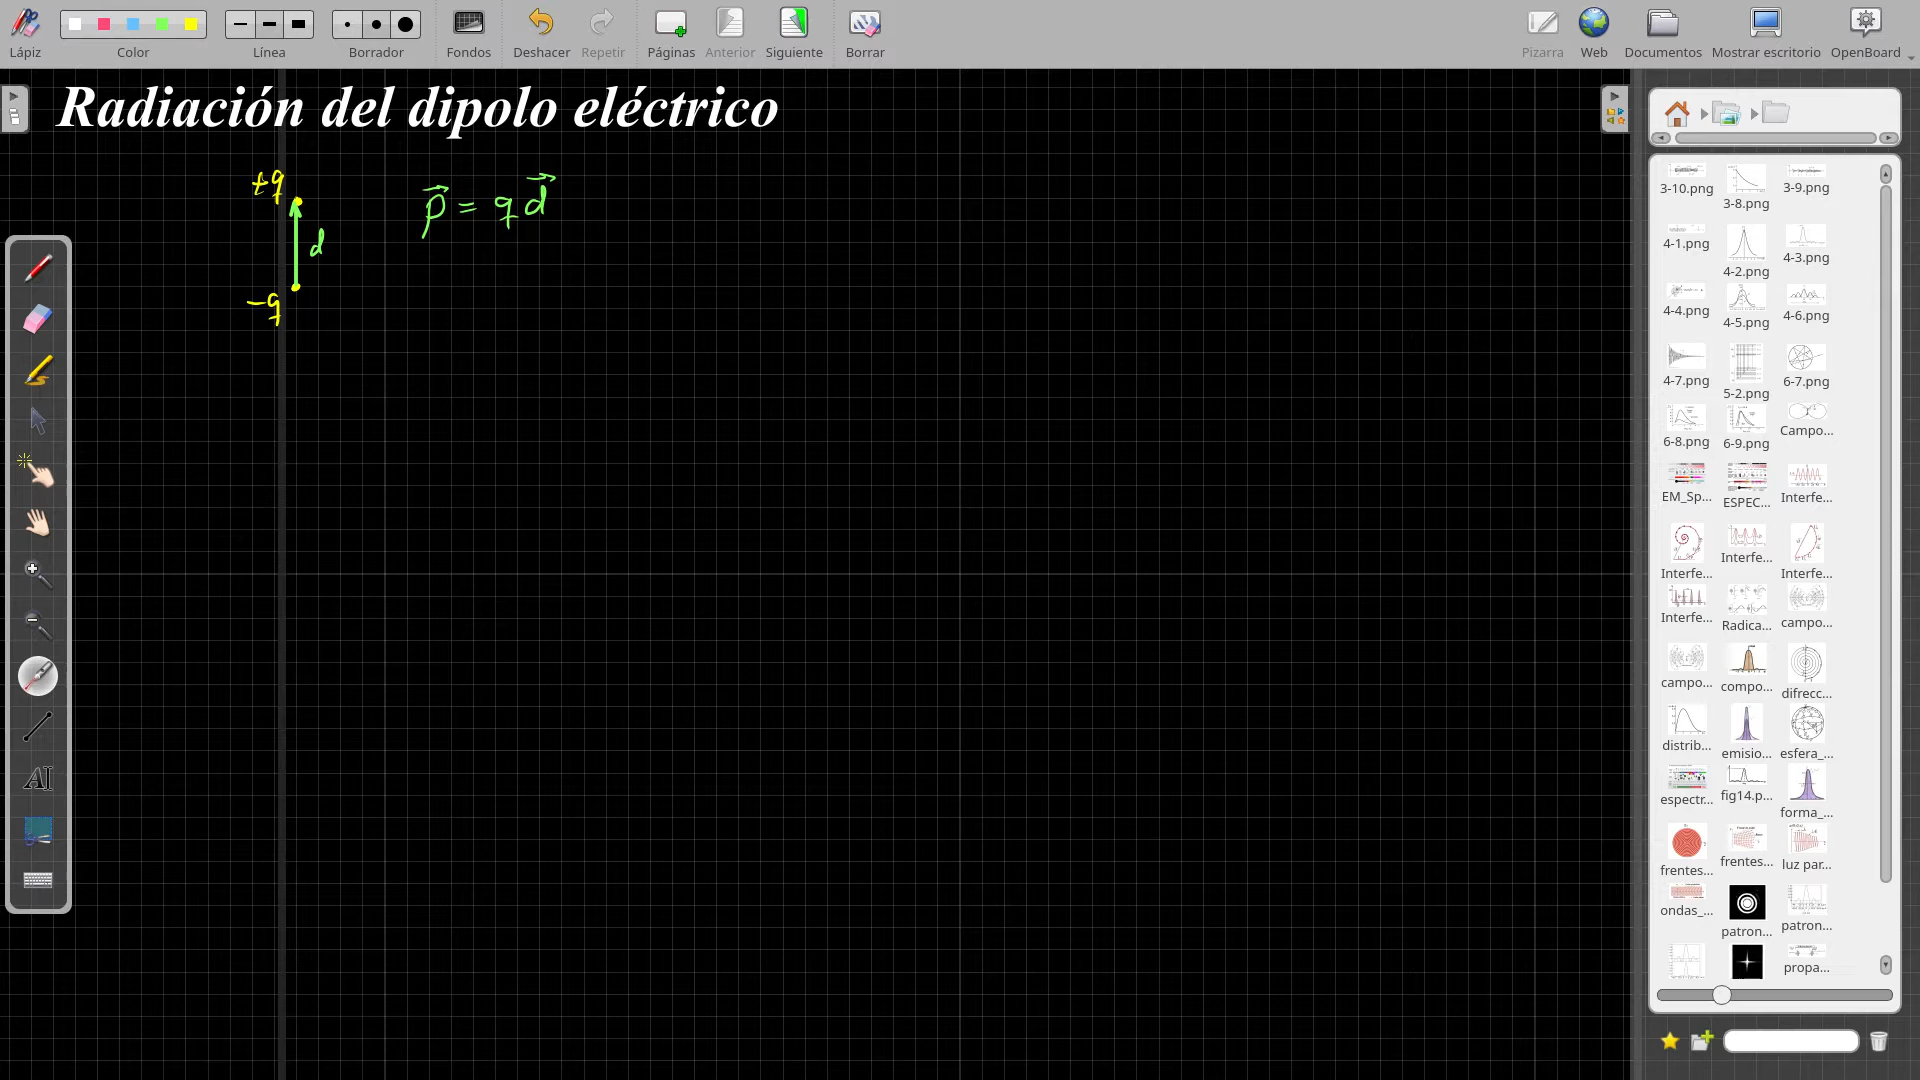 Lápiz
Color
Línea
Borrador
Fondos
Deshacer
Repetir
Páginas
Anterior
Siguiente
Borrar
Pizarra
Web
Documentos
Mostrar escritorio
OpenBoard
Radiación del dipolo eléctrico
+q
p⃗ = q d⃗
d
-q
3-10.png
3-8.png
3-9.png
4-1.png
4-2.png
4-3.png
4-4.png
4-5.png
4-6.png
4-7.png
5-2.png
6-7.png
6-8.png
6-9.png
Campo...
EM_Sp...
ESPEC...
Interfe...
Interfe...
Interfe...
Interfe...
Interfe...
Radica...
campo...
campo...
compo...
difrecc...
distrib...
emisio...
esfera_...
espectr...
fig14.p...
forma_...
frentes...
frentes...
luz par...
ondas_...
patron...
patron...
propa...